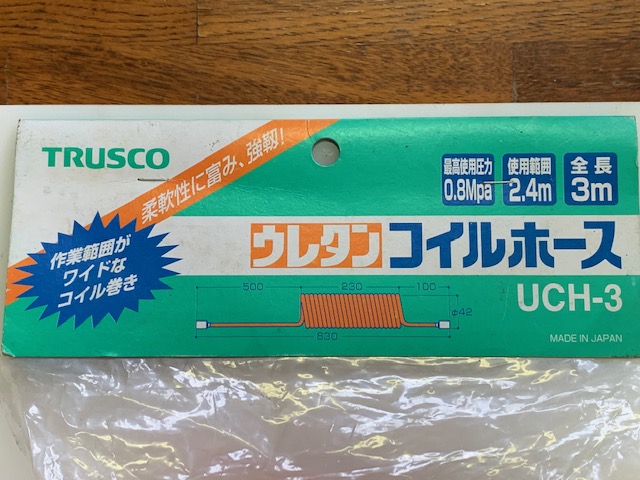 TRUSCO
柔軟性に富み、強靭!
最高使用圧力
0.8Mpa
使用範囲
2.4m
全長
3m
作業範囲が
ワイドな
コイル巻き
ウレタンコイルホース
UCH-3
500
230
100
φ42
830
MADE IN JAPAN